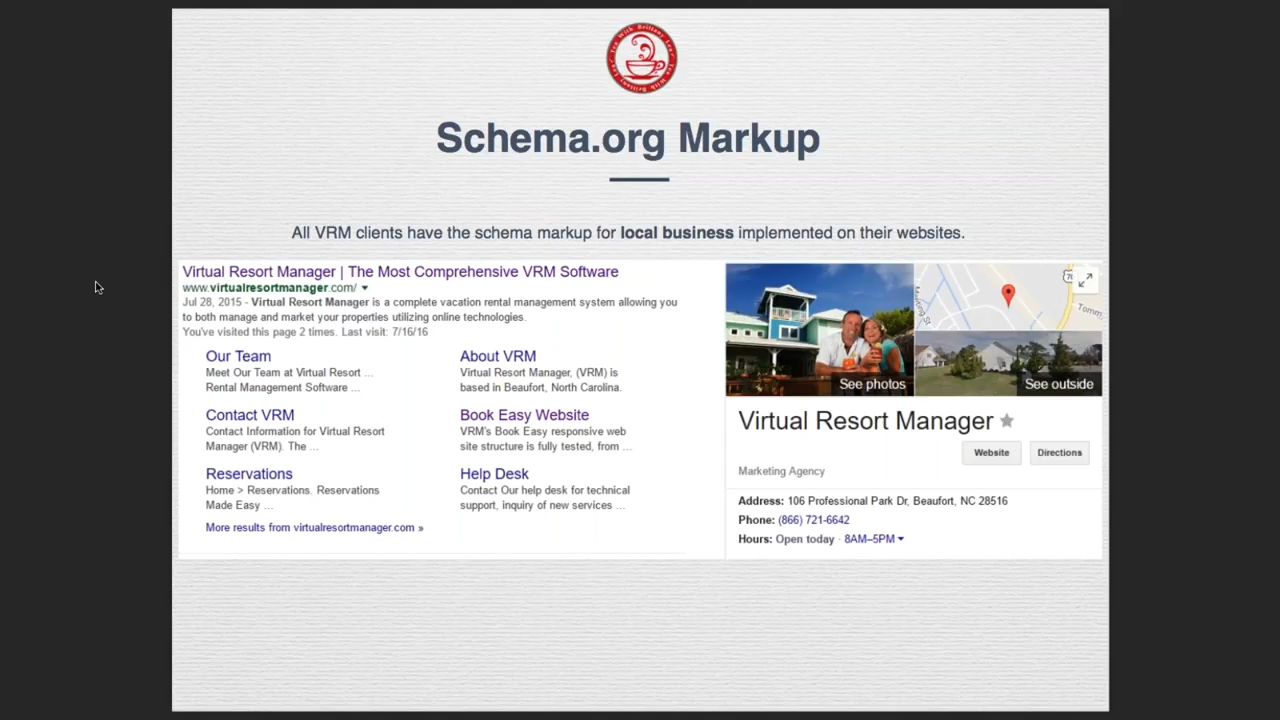 Schema.org Markup
All VRM clients have the schema markup for local business implemented on their websites.
Virtual Resort Manager | The Most Comprehensive VRM Software
www.virtualresortmanager.com/
Jul 28, 2015 - Virtual Resort Manager is a complete vacation rental management system allowing you
to both manage and market your properties utilizing online technologies.
You've visited this page 2 times. Last visit: 7/16/16
Our Team
Meet Our Team at Virtual Resort ...
Rental Management Software ...
About VRM
Virtual Resort Manager, (VRM) is
based in Beaufort, North Carolina.
Contact VRM
Contact Information for Virtual Resort
Manager (VRM). The ...
Book Easy Website
VRM's Book Easy responsive web
site structure is fully tested, from ...
Reservations
Home > Reservations. Reservations
Made Easy ...
Help Desk
Contact Our help desk for technical
support, inquiry of new services ...
More results from virtualresortmanager.com »
See photos
See outside
Virtual Resort Manager
Website
Directions
Marketing Agency
Address: 106 Professional Park Dr, Beaufort, NC 28516
Phone: (866) 721-6642
Hours: Open today · 8AM–5PM